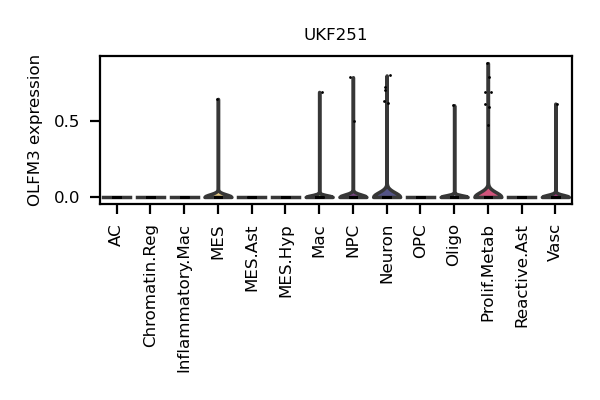 UKF251
OLFM3 expression
0.5
0.0
AC
Chromatin.Reg
Inflammatory.Mac
MES
MES.Ast
MES.Hyp
Mac
NPC
Neuron
OPC
Oligo
Prolif.Metab
Reactive.Ast
Vasc